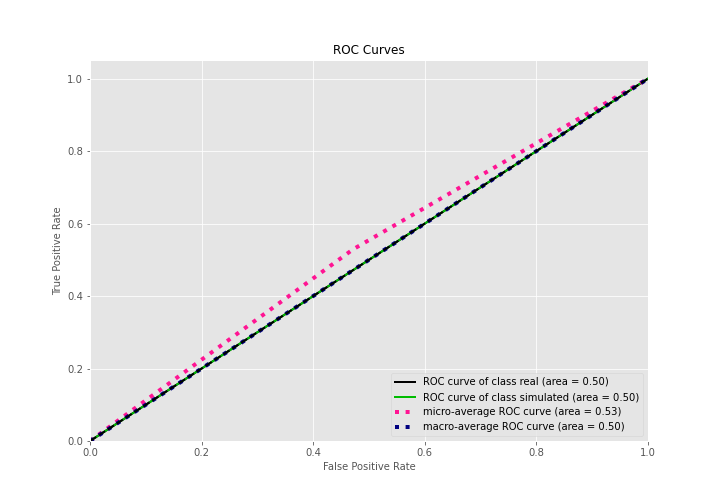 ROC Curves
True Positive Rate
1.0
0.8
0.6
0.4
0.2
0.0
ROC curve of class real (area = 0.50)
ROC curve of class simulated (area = 0.50)
micro-average ROC curve (area = 0.53)
macro-average ROC curve (area = 0.50)
0.0 0.2 0.4 0.6 0.8 1.0
False Positive Rate